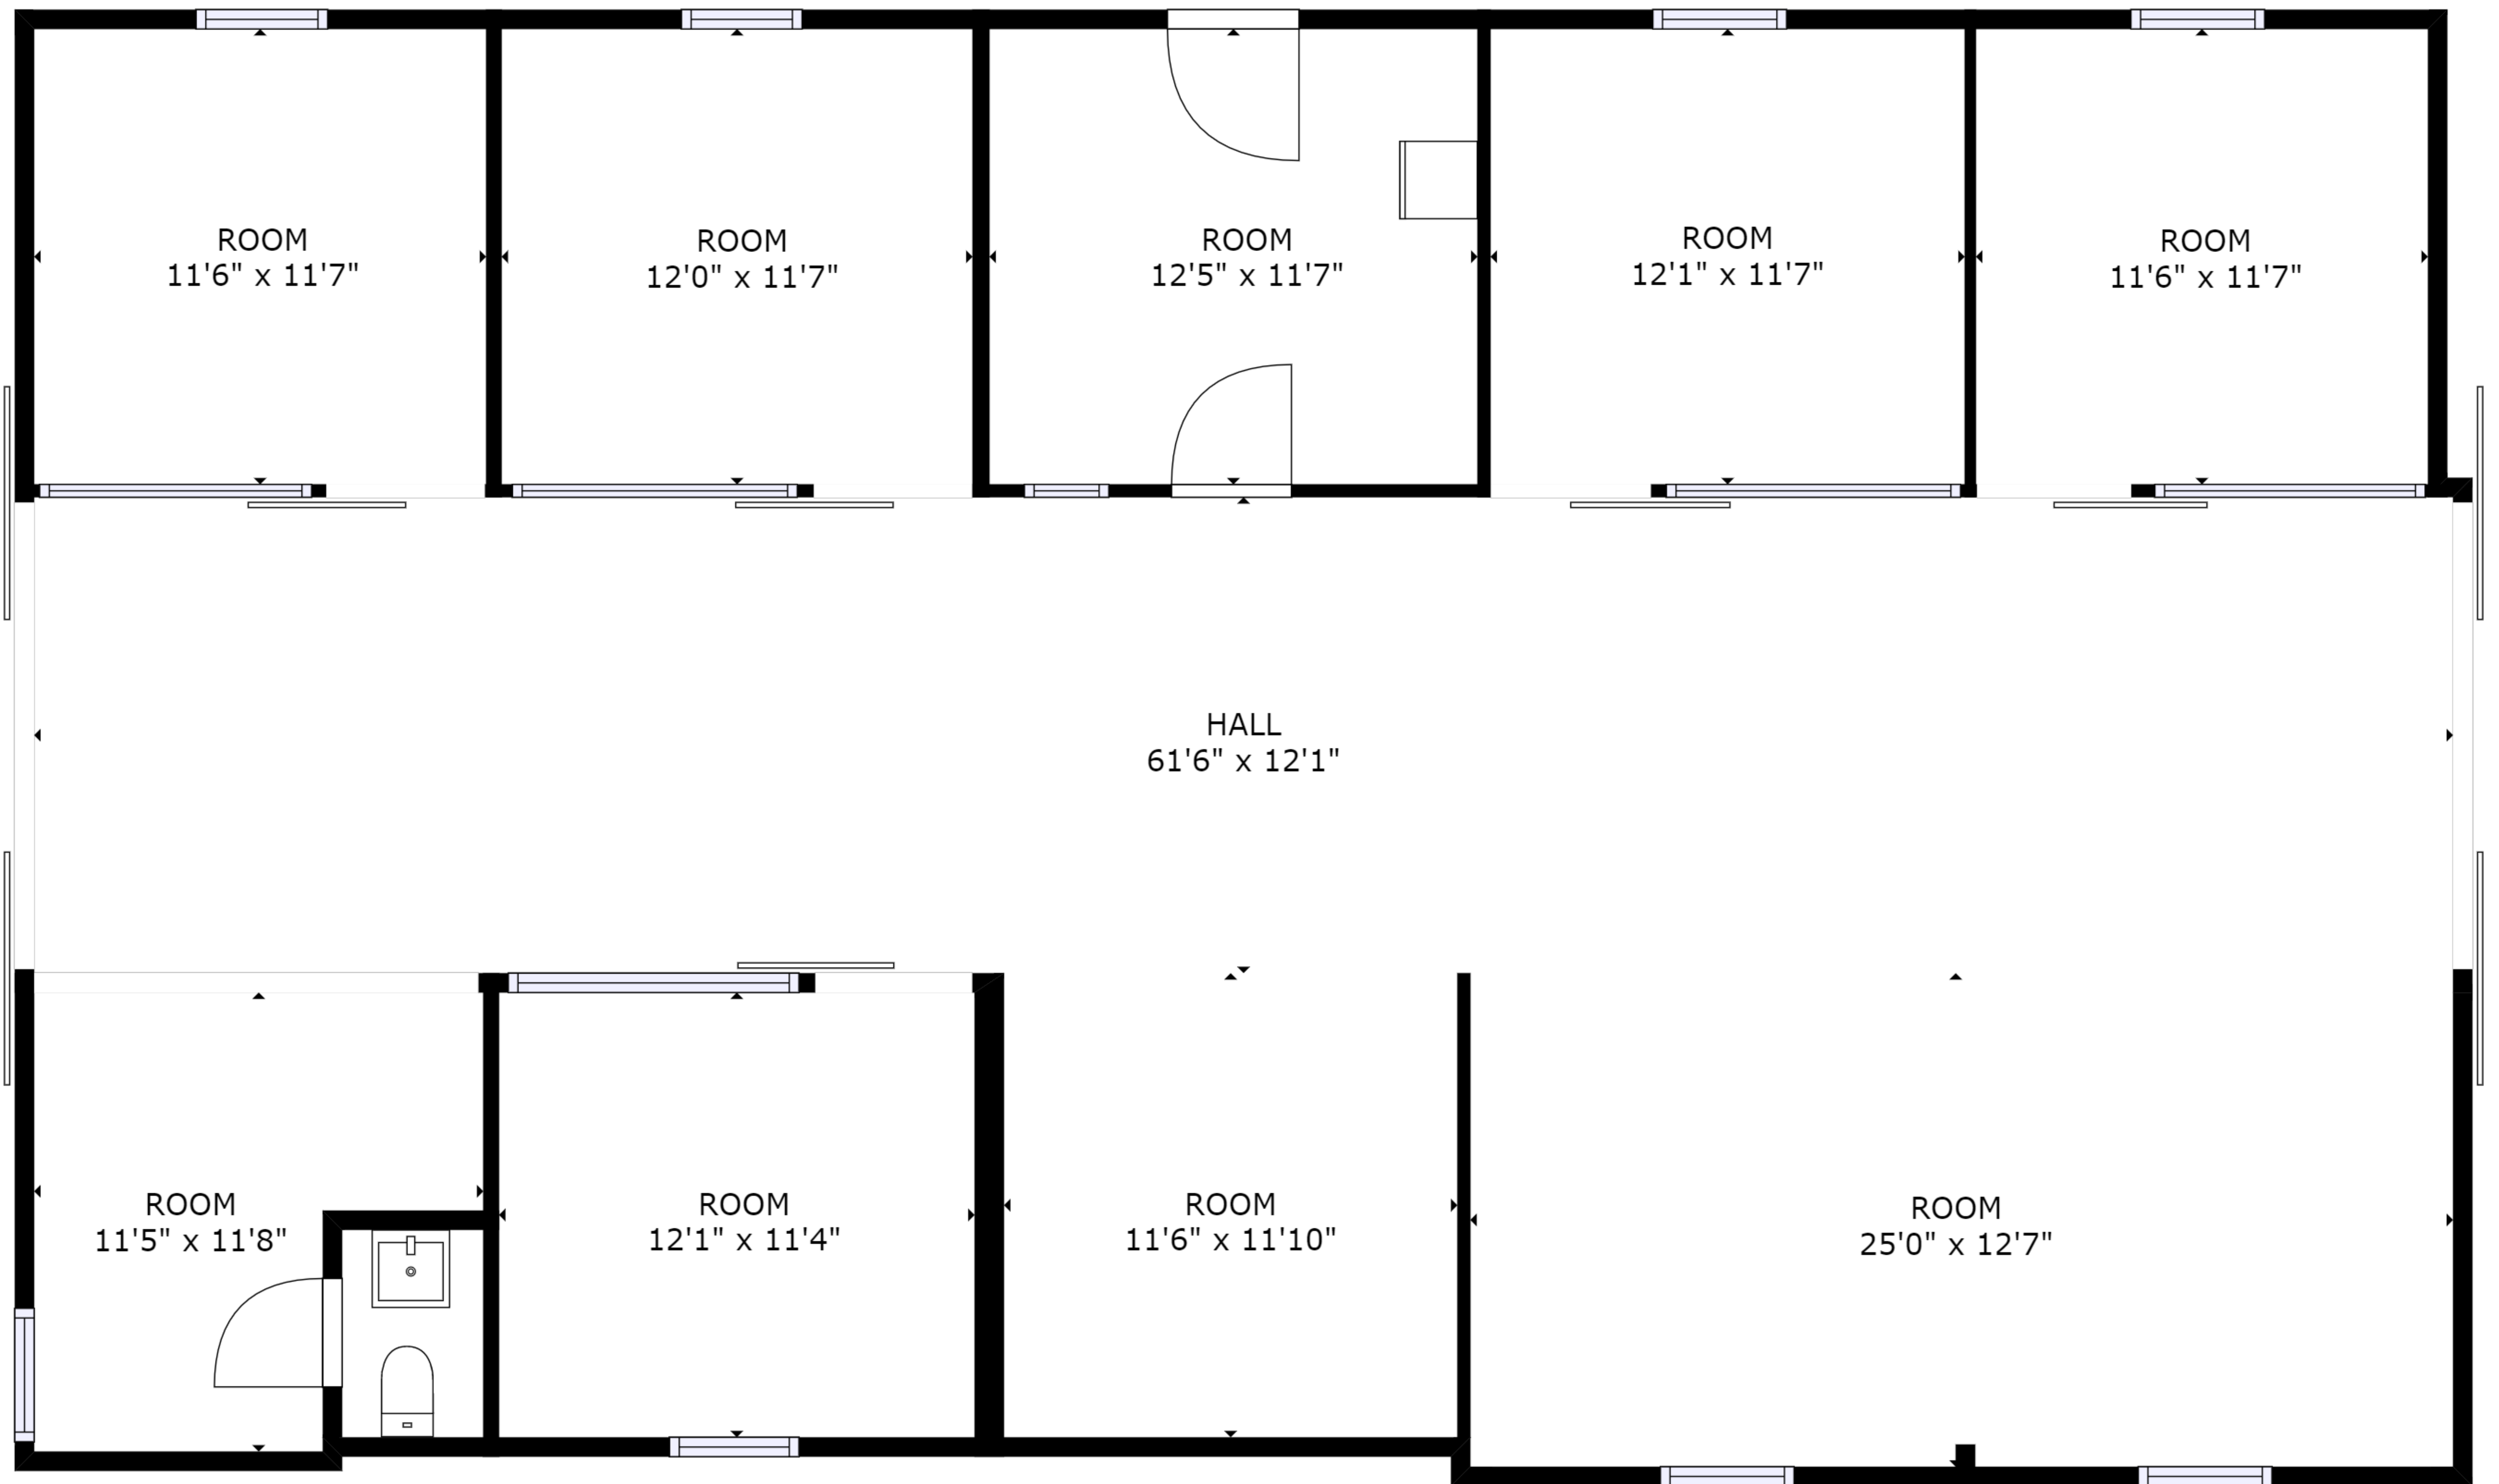 ROOM
11'6" x 11'7"
ROOM
12'0" x 11'7"
ROOM
12'5" x 11'7"
ROOM
12'1" x 11'7"
ROOM
11'6" x 11'7"
HALL
61'6" x 12'1"
ROOM
11'5" x 11'8"
ROOM
12'1" x 11'4"
ROOM
11'6" x 11'10"
ROOM
25'0" x 12'7"